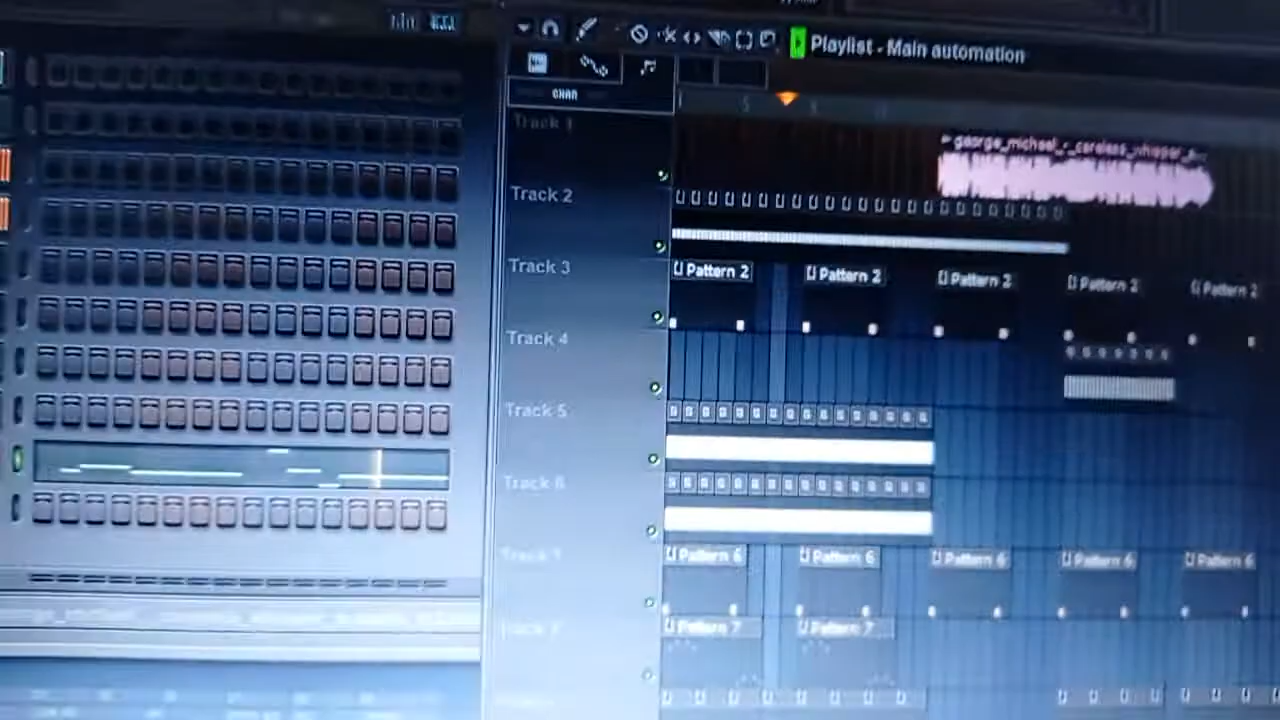 Playlist - Main automation
CHAN
5
Track 1
george_michael_-_careless_whisper_
Track 2
Track 3
Pattern 2 Pattern 2 Pattern 2 Pattern 2 Pattern 2
Track 4
Track 5
Track 6
Pattern 6 Pattern 6 Pattern 6 Pattern 6 Pattern 6
Pattern 7 Pattern 7